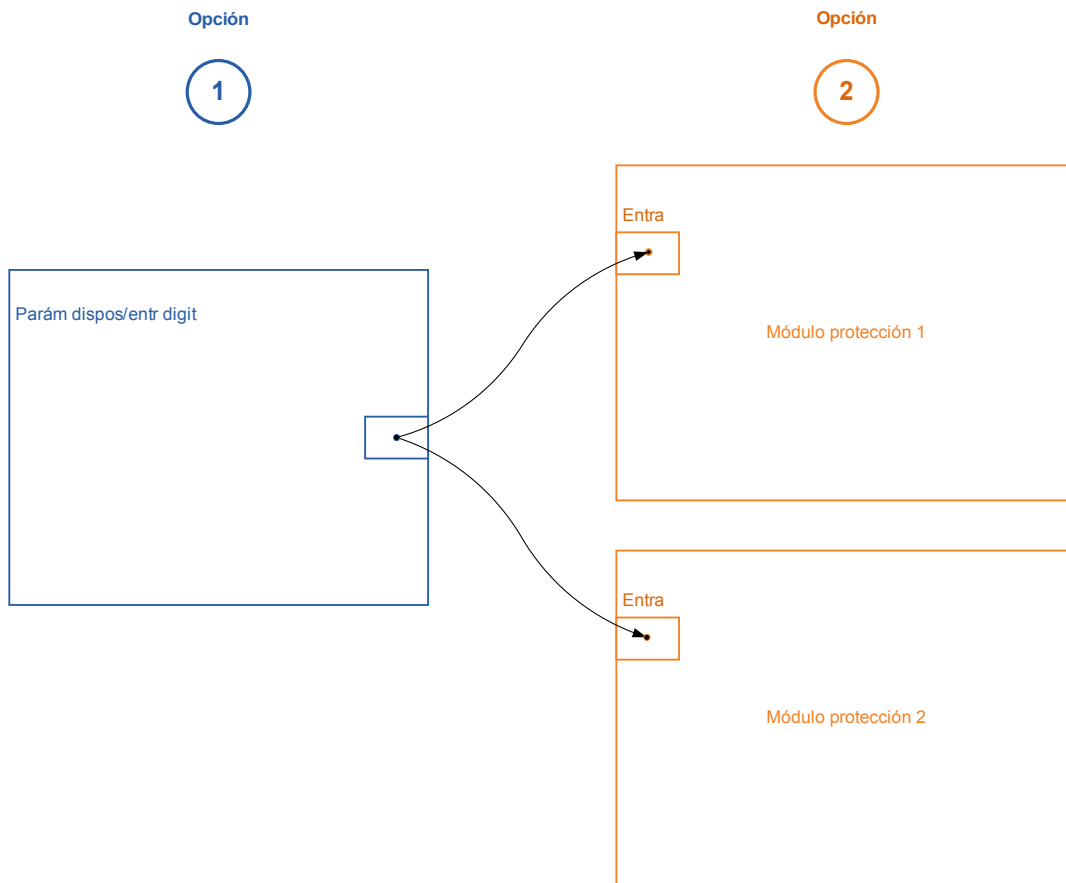 Opción
Opción
1
2
Entra
Parám dispos/entr digit
Módulo protección 1
Entra
Módulo protección 2